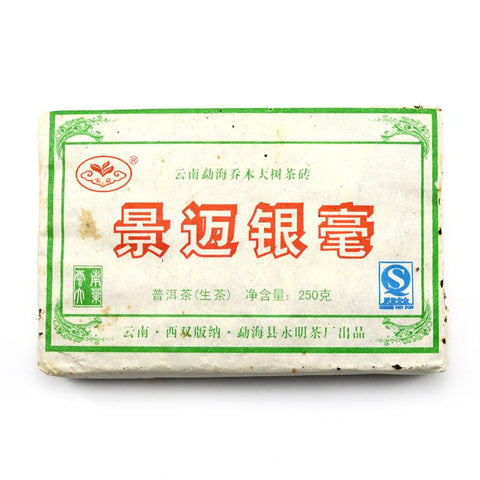 ®
云南勐海乔木大树茶砖
景迈银毫
普洱茶(生茶) 净含量: 250克
云南·西双版纳·勐海县永明茶厂出品